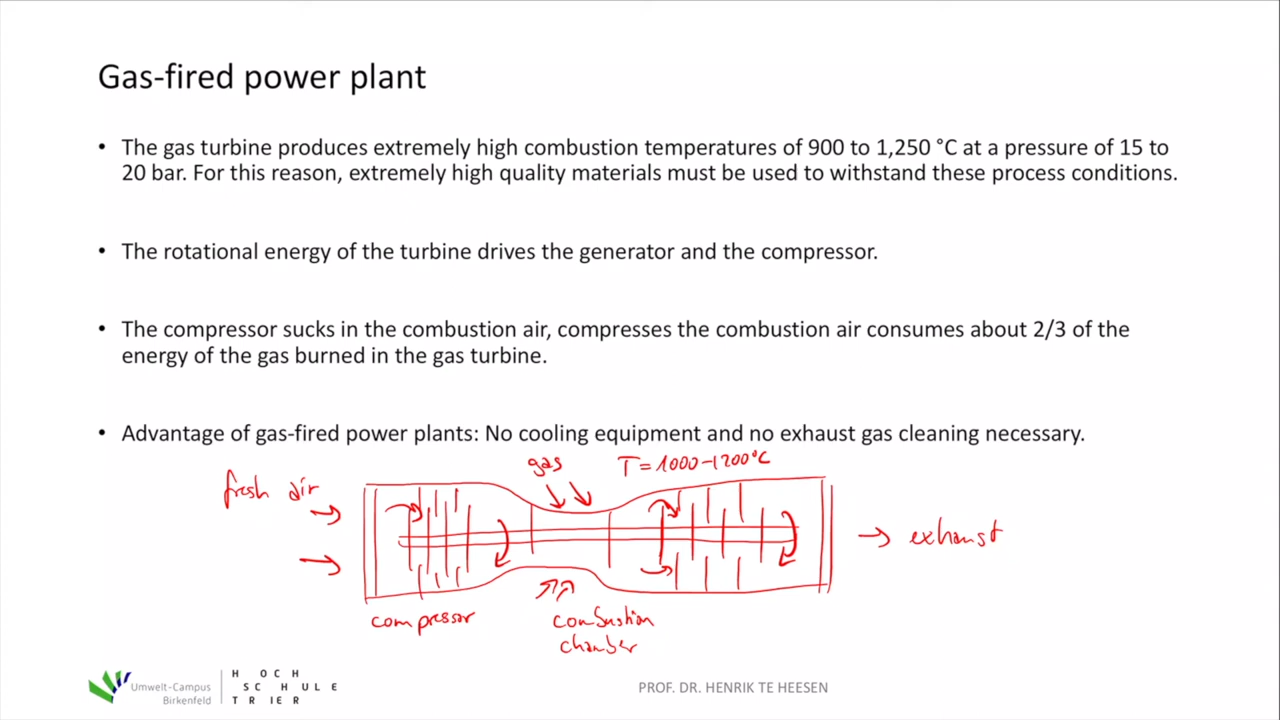 Gas-fired power plant
• The gas turbine produces extremely high combustion temperatures of 900 to 1,250 °C at a pressure of 15 to
20 bar. For this reason, extremely high quality materials must be used to withstand these process conditions.
• The rotational energy of the turbine drives the generator and the compressor.
• The compressor sucks in the combustion air, compresses the combustion air consumes about 2/3 of the
energy of the gas burned in the gas turbine.
• Advantage of gas-fired power plants: No cooling equipment and no exhaust gas cleaning necessary.
gas
T = 1000-1200°C
fresh air
exhaust
compressor
combustion
chamber
Umwelt-Campus
Birkenfeld
HOCH
SCHULE
TRIER
PROF. DR. HENRIK TE HEESEN